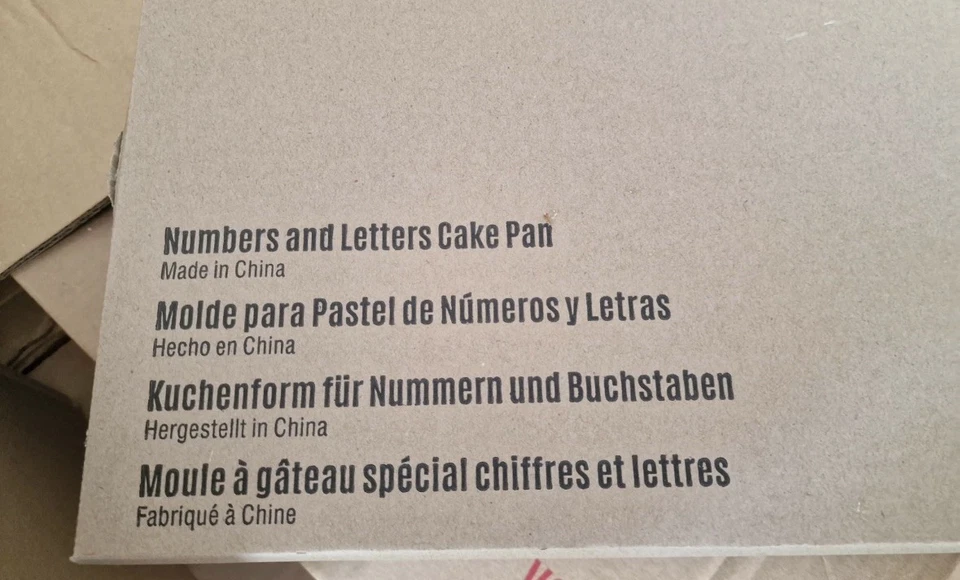 Numbers and Letters Cake Pan
Made in China
Molde para Pastel de Números y Letras
Hecho en China
Kuchenform für Nummern und Buchstaben
Hergestellt in China
Moule à gâteau spécial chiffres et lettres
Fabriqué à Chine